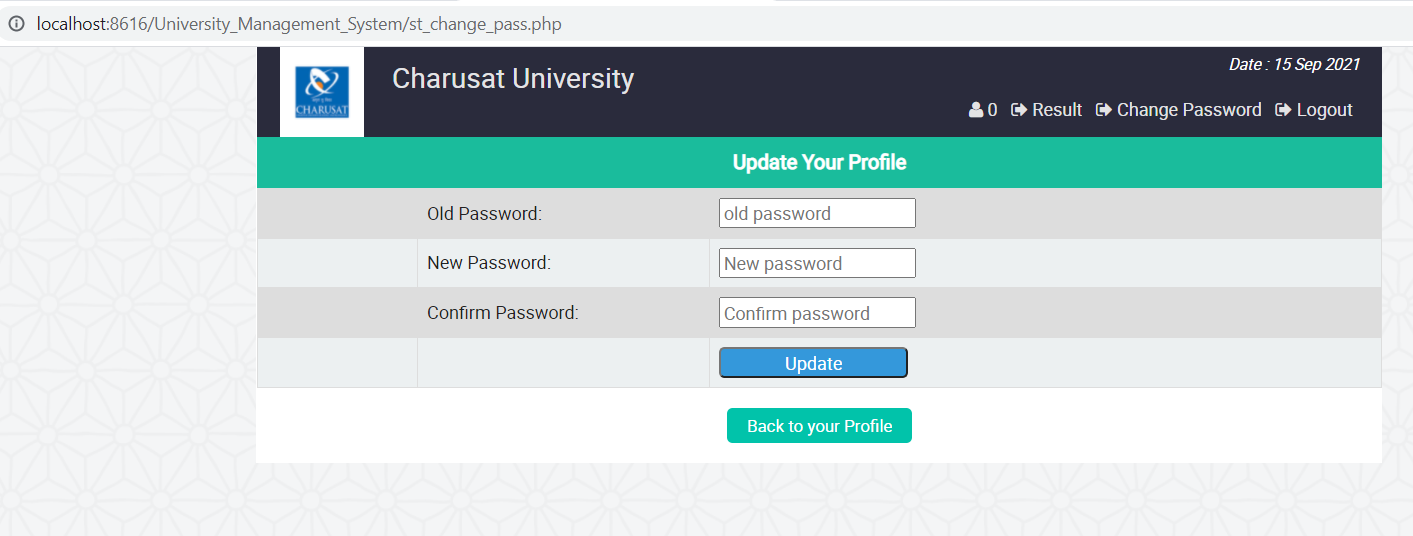 localhost:8616/University_Management_System/st_change_pass.php
Date : 15 Sep 2021
CHARUSAT
Charusat University
0 Result Change Password Logout
Update Your Profile
Old Password: old password
New Password: New password
Confirm Password: Confirm password
Update
Back to your Profile